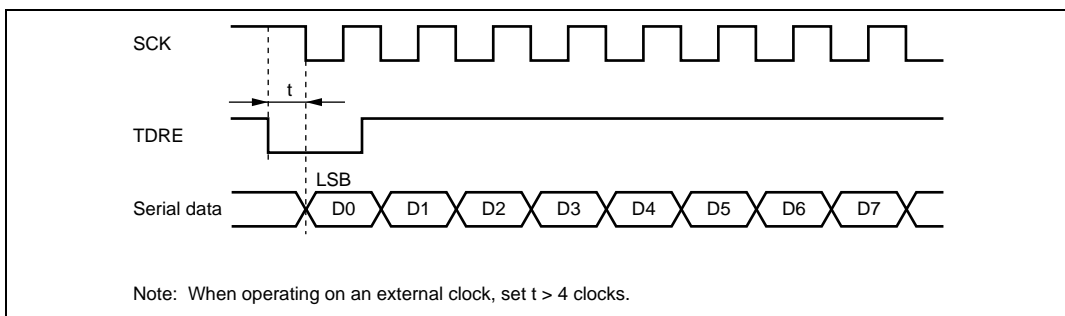 SCK
t
TDRE
LSB
Serial data D0 D1 D2 D3 D4 D5 D6 D7
Note: When operating on an external clock, set t > 4 clocks.